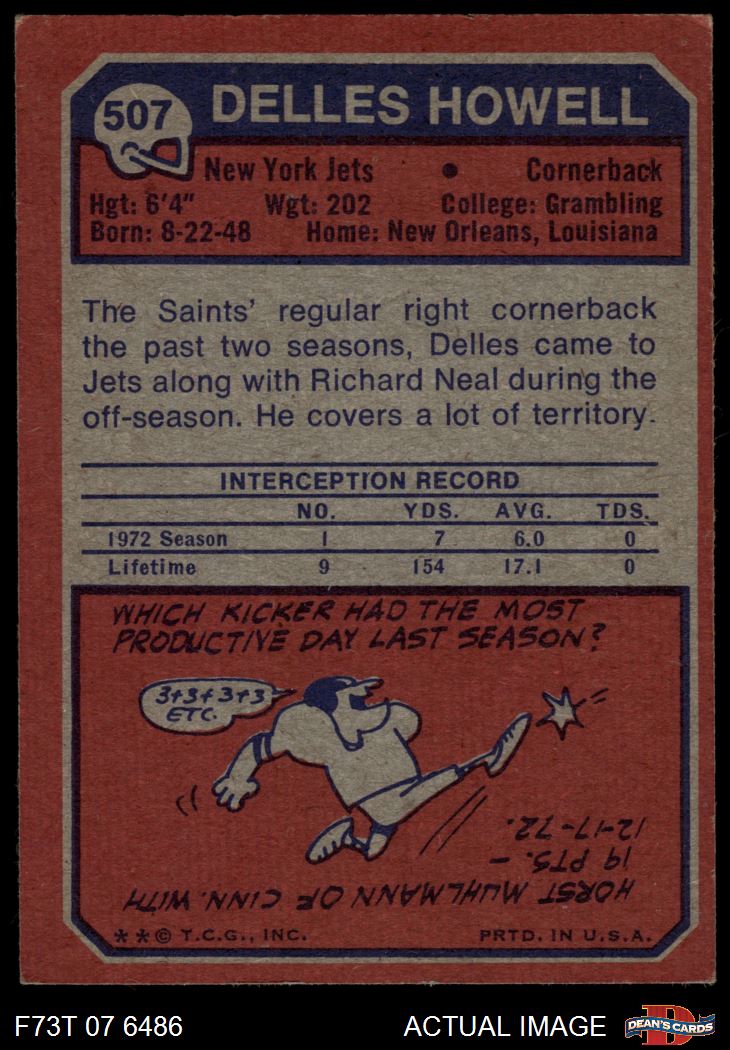 507 DELLES HOWELL
New York Jets • Cornerback
Hgt: 6'4" Wgt: 202 College: Grambling
Born: 8-22-48 Home: New Orleans, Louisiana
The Saints' regular right cornerback
the past two seasons, Delles came to
Jets along with Richard Neal during the
off-season. He covers a lot of territory.
INTERCEPTION RECORD
NO. YDS. AVG. TDS.
1972 Season 1 7 6.0 0
Lifetime 9 154 17.1 0
WHICH KICKER HAD THE MOST
PRODUCTIVE DAY LAST SEASON?
3+3+3+3
ETC.
HORST MUHLMANN OF CINN. WITH
19 PTS. –
12-17-72.
** © T.C.G., INC. PRTD. IN U.S.A.
F73T 07 6486 ACTUAL IMAGE
D
DEAN'S CARDS